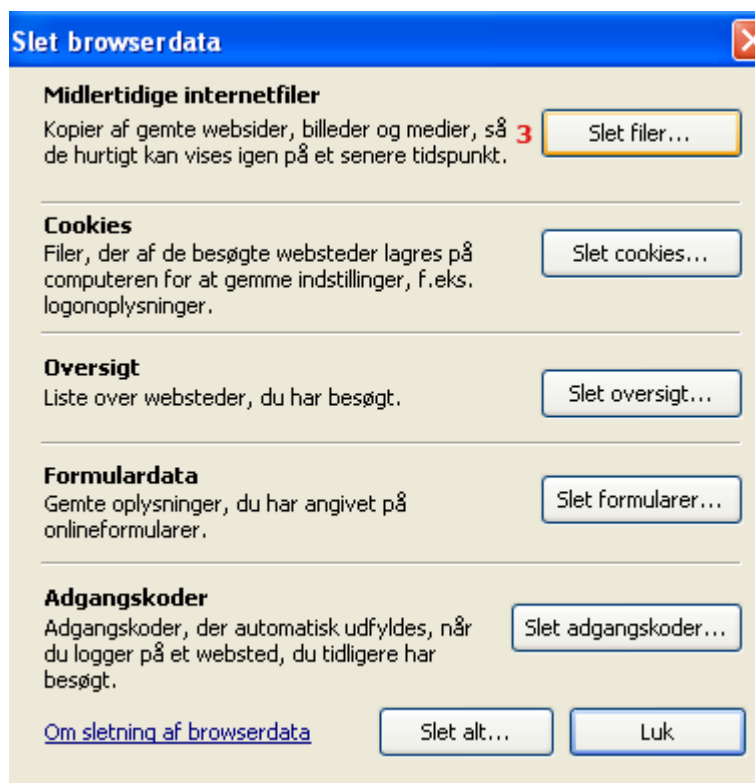 Slet browserdata
Midlertidige internetfiler
Kopier af gemte websider, billeder og medier, så
de hurtigt kan vises igen på et senere tidspunkt.
3
Slet filer...
Cookies
Filer, der af de besøgte websteder lagres på
computeren for at gemme indstillinger, f.eks.
logonoplysninger.
Slet cookies...
Oversigt
Liste over websteder, du har besøgt.
Slet oversigt...
Formulardata
Gemte oplysninger, du har angivet på
onlineformularer.
Slet formularer...
Adgangskoder
Adgangskoder, der automatisk udfyldes, når
du logger på et websted, du tidligere har
besøgt.
Slet adgangskoder...
Om sletning af browserdata
Slet alt...
Luk